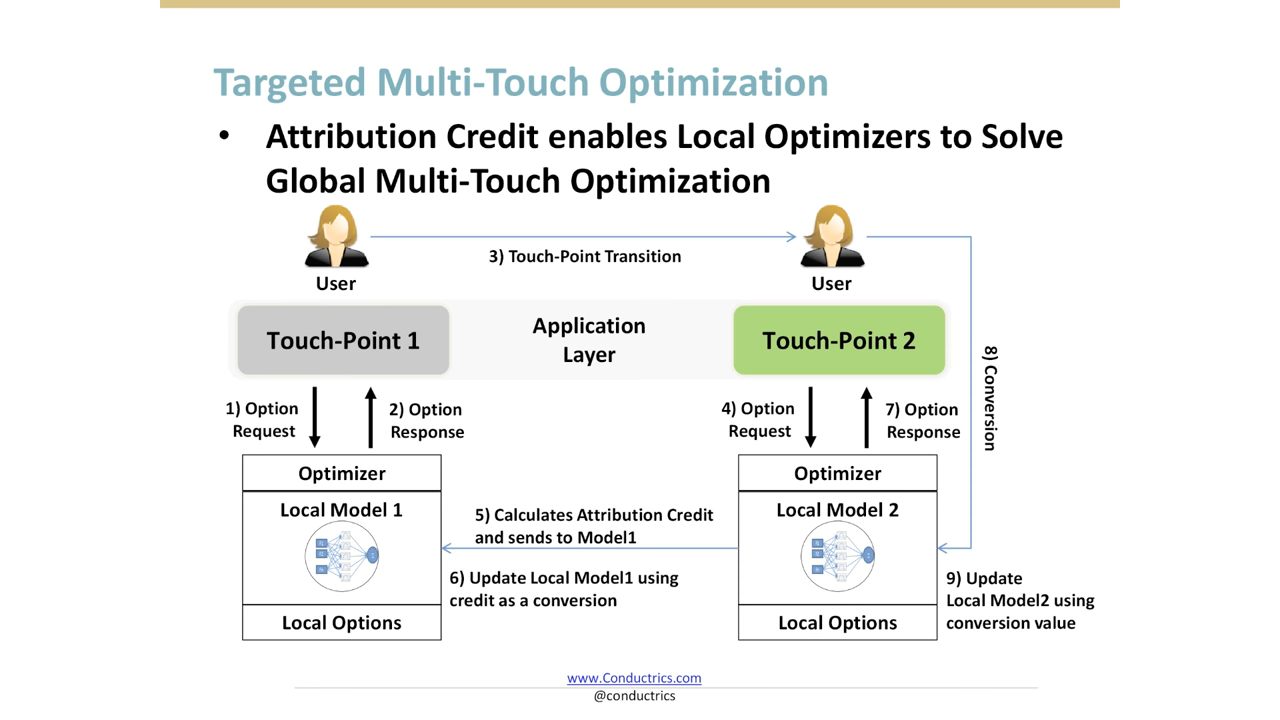 Targeted Multi-Touch Optimization
• Attribution Credit enables Local Optimizers to Solve
Global Multi-Touch Optimization
3) Touch-Point Transition
User
User
Touch-Point 1
Application
Layer
Touch-Point 2
8) Conversion
1) Option
Request
2) Option
Response
4) Option
Request
7) Option
Response
Optimizer
Local Model 1
Local Options
5) Calculates Attribution Credit
and sends to Model1
6) Update Local Model1 using
credit as a conversion
Optimizer
Local Model 2
Local Options
9) Update
Local Model2 using
conversion value
www.Conductrics.com
@conductrics